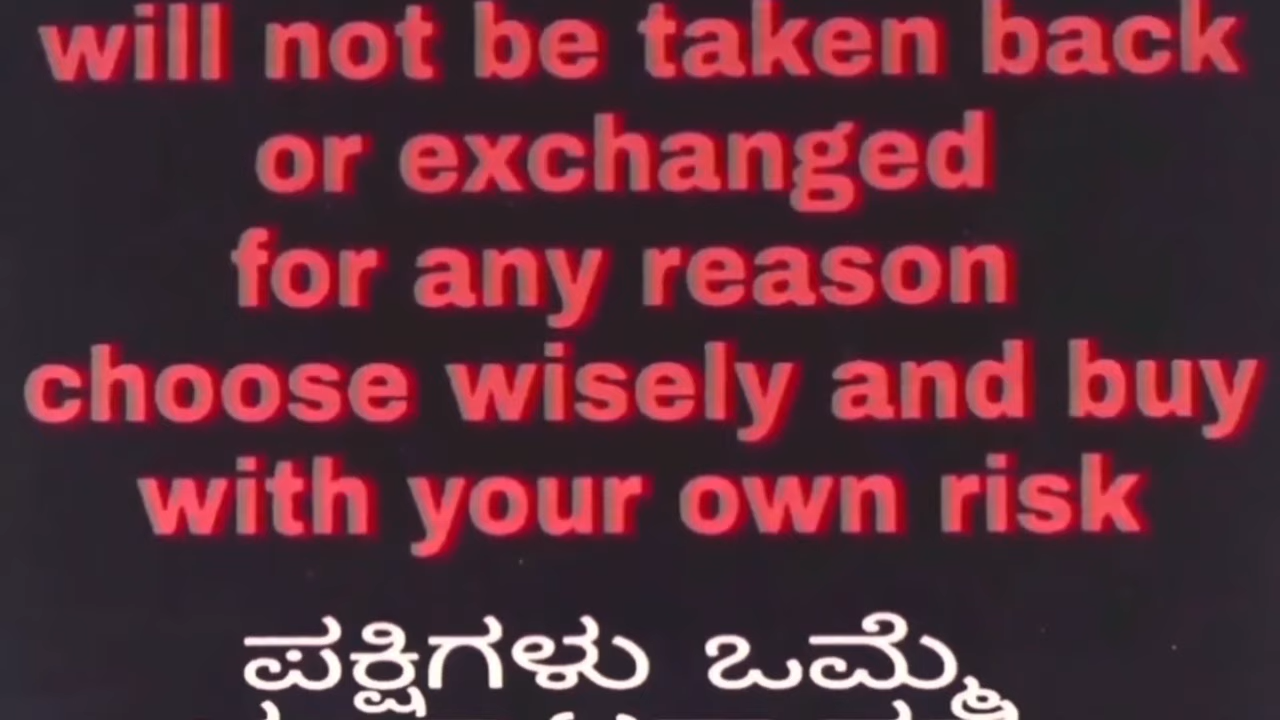 will not be taken back
or exchanged
for any reason
choose wisely and buy
with your own risk
ಪಕ್ಷಿಗಳು ಒಮ್ಮೆ